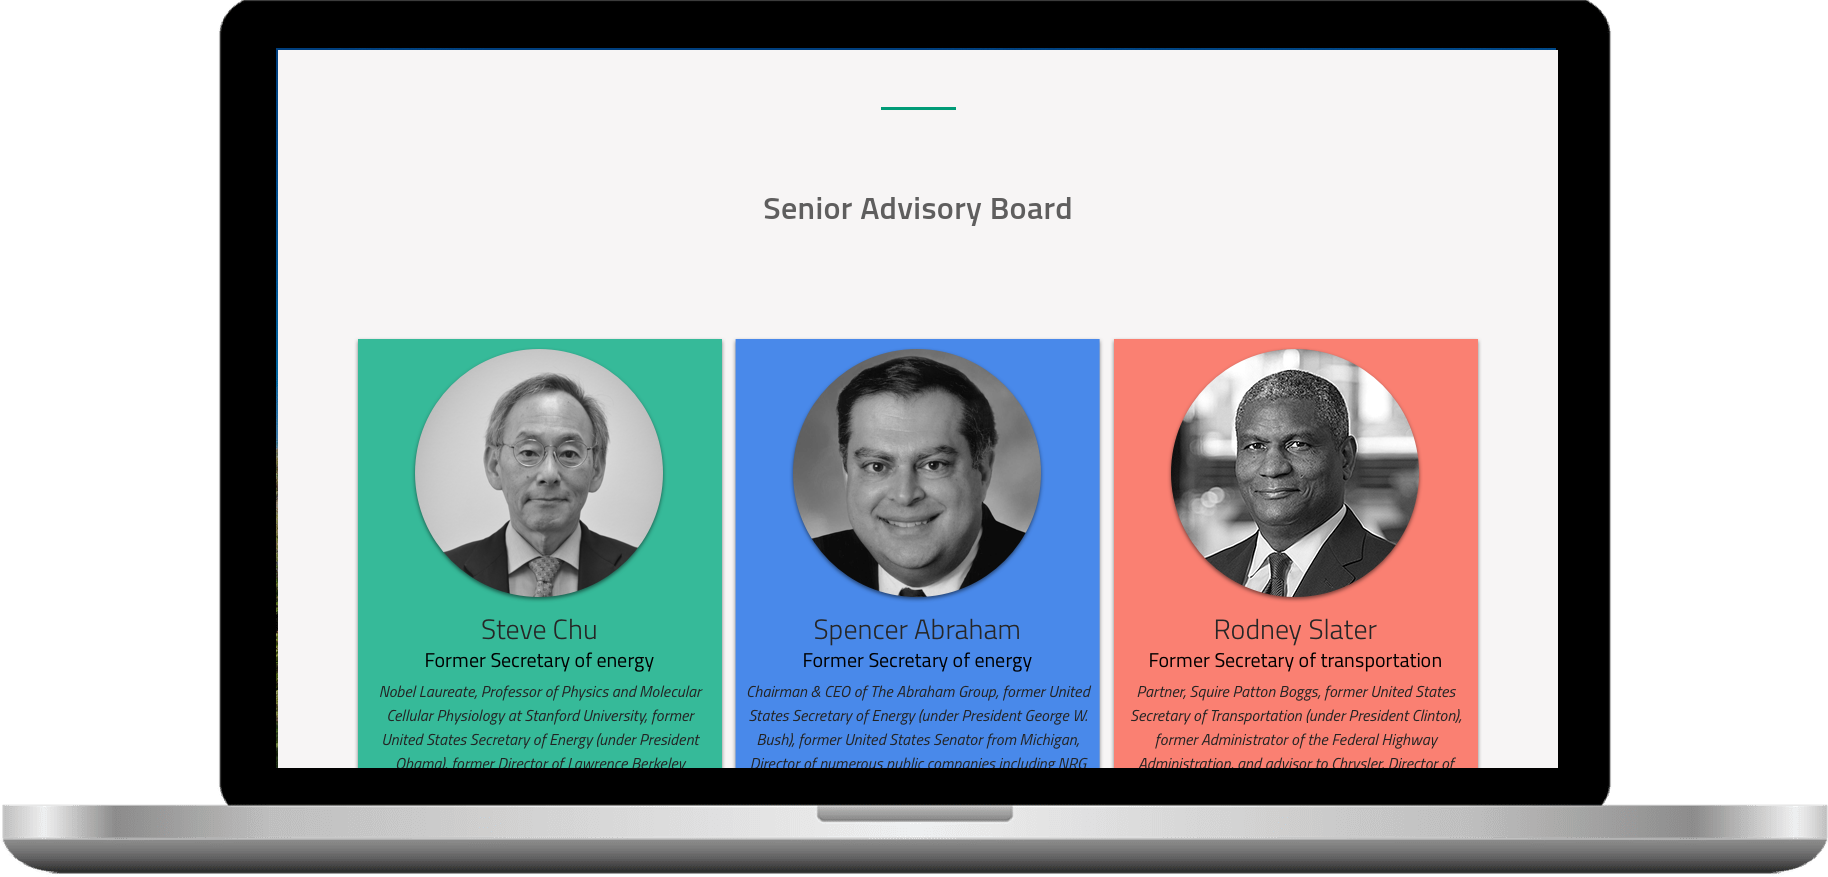 Senior Advisory Board
Steve Chu
Former Secretary of energy
Nobel Laureate, Professor of Physics and Molecular
Cellular Physiology at Stanford University, former
United States Secretary of Energy (under President
Obama), former Director of Lawrence Berkeley
Spencer Abraham
Former Secretary of energy
Chairman & CEO of The Abraham Group, former United
States Secretary of Energy (under President George W.
Bush), former United States Senator from Michigan,
Director of numerous public companies including NRG
Rodney Slater
Former Secretary of transportation
Partner, Squire Patton Boggs, former United States
Secretary of Transportation (under President Clinton),
former Administrator of the Federal Highway
Administration, and advisor to Chrysler, Director of